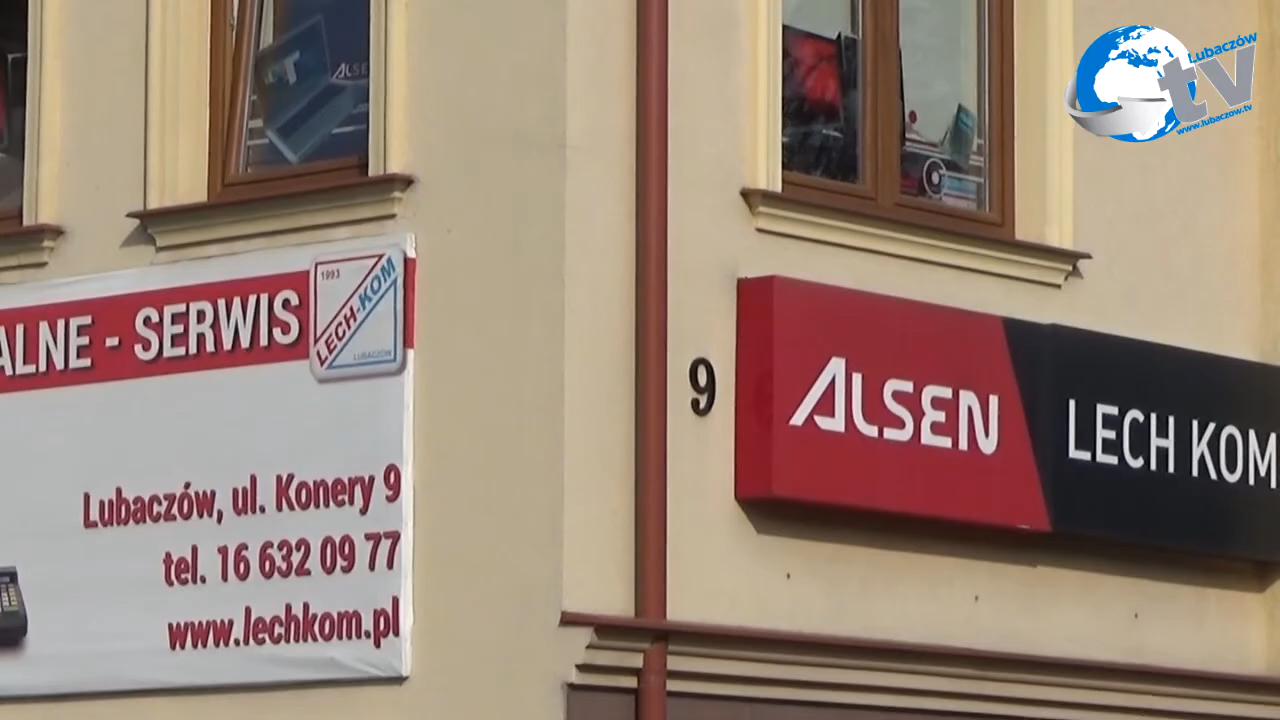 ALSE
Lubaczów
tv
www.lubaczow.tv
ALNE - SERWIS
1993
LECH-KOM
LUBACZÓW
Lubaczów, ul. Konery 9
tel. 16 632 09 77
www.lechkom.pl
9
ALSEN
LECH KOM